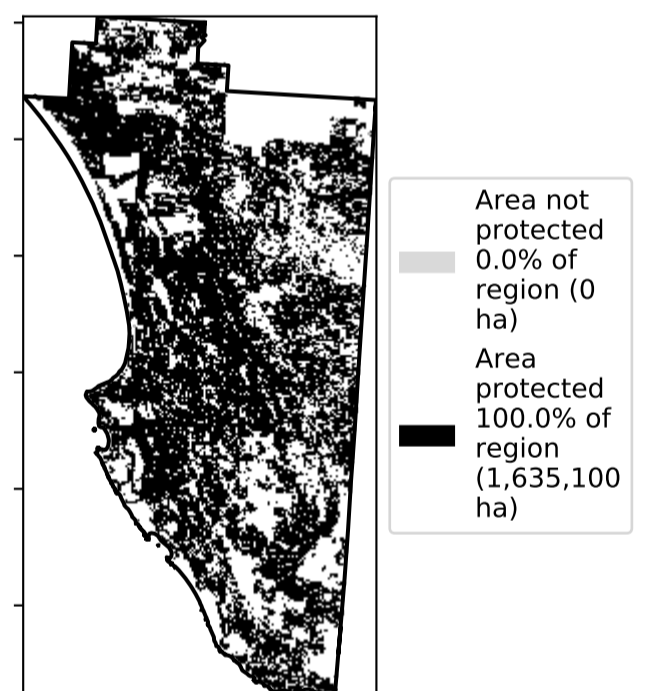 Area not
protected
0.0% of
region (0
ha)
Area
protected
100.0% of
region
(1,635,100
ha)